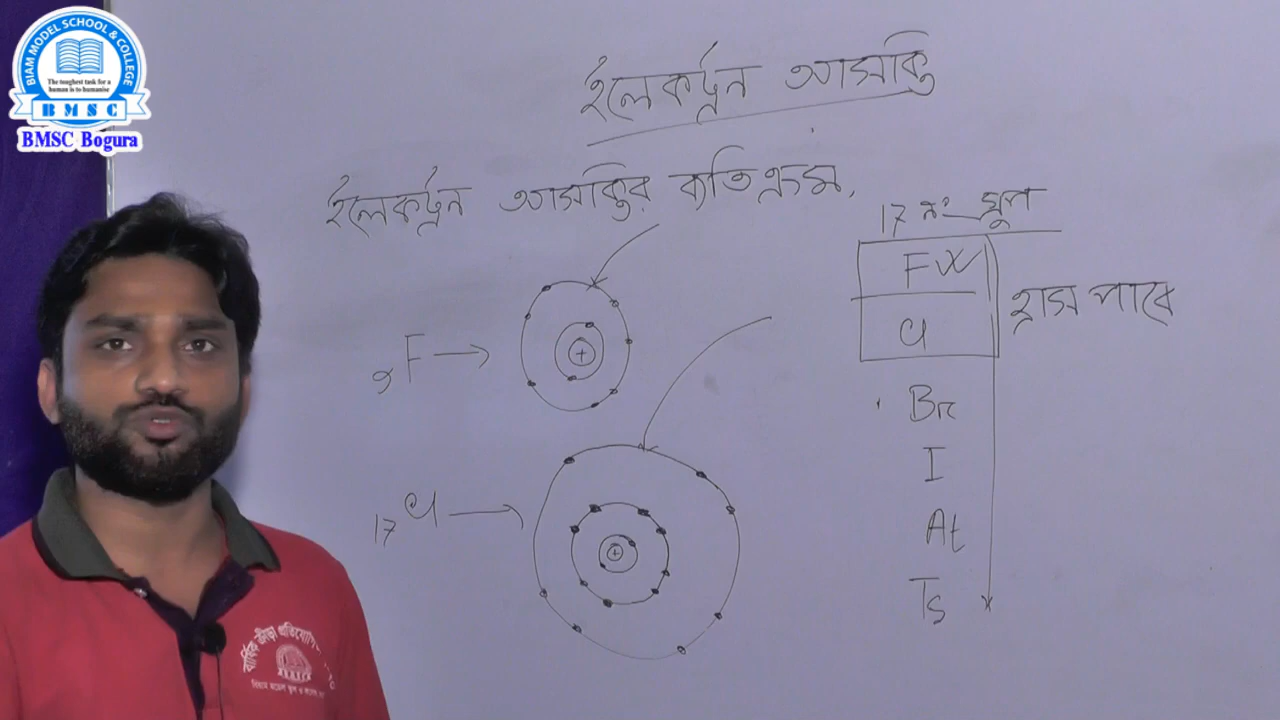 BIAM MODEL SCHOOL & COLLEGE
The toughest task for a
human is to humanise
BMSC
BMSC Bogura
ইলেকট্রন আসক্তি
ইলেকট্রন আসক্তির ব্যতিক্রম,
17 নং গ্রুপ
F
Cl
হ্রাস পাবে
Br
I
At
Ts
9F
+
17Cl
+
বার্ষিক ক্রীড়া